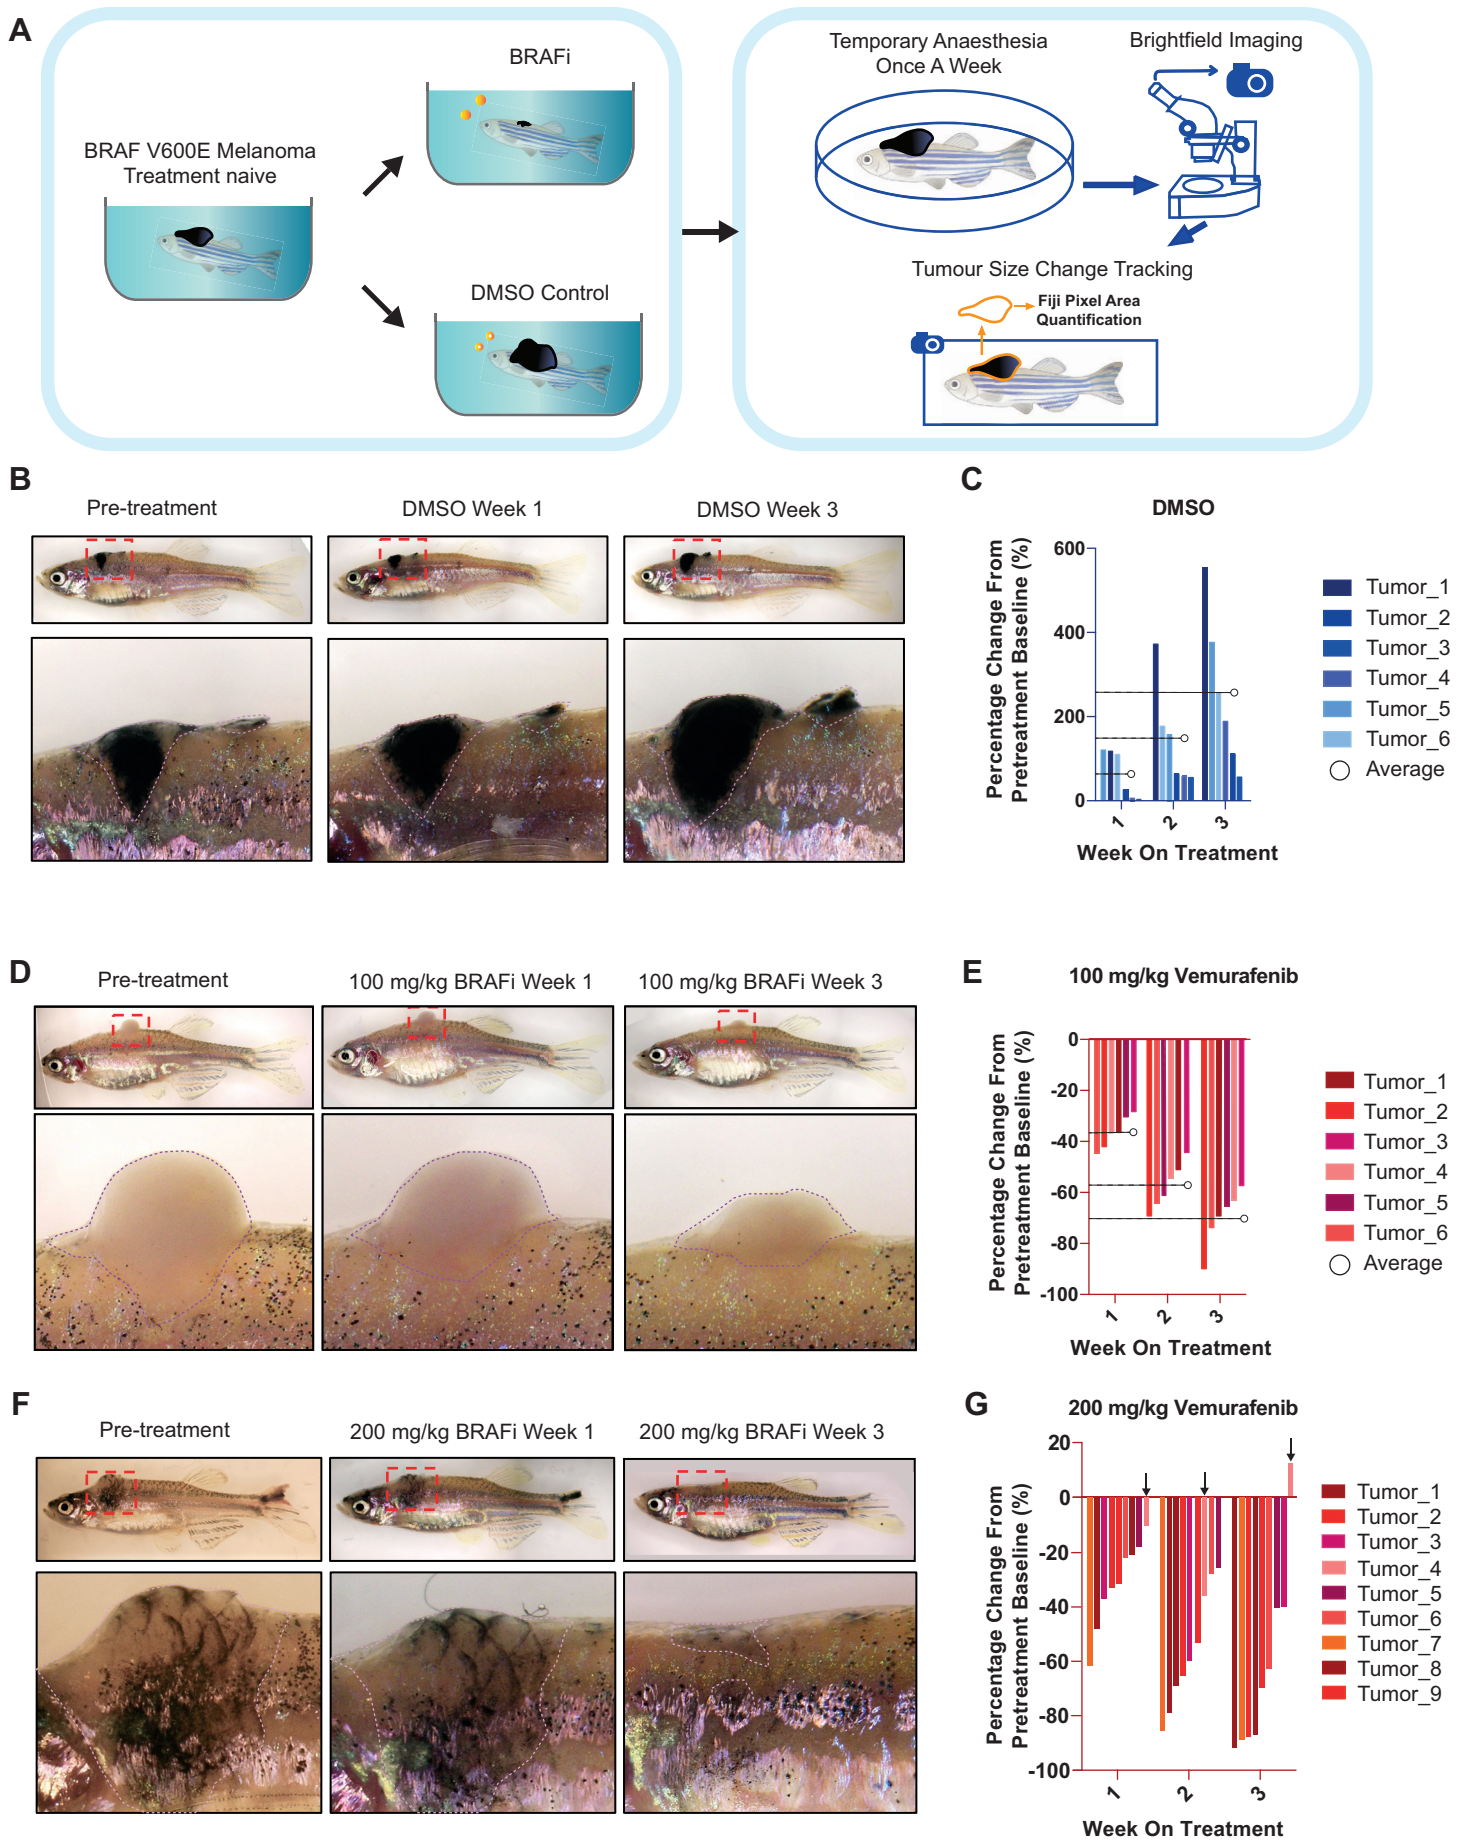 A
BRAF V600E Melanoma
Treatment naive
BRAFi
DMSO Control
Temporary Anaesthesia
Once A Week
Brightfield Imaging
Tumour Size Change Tracking
Fiji Pixel Area
Quantification
B
Pre-treatment
DMSO Week 1
DMSO Week 3
C
DMSO
Percentage Change From
Pretreatment Baseline (%)
600
400
200
0
1
2
3
Week On Treatment
Tumor_1
Tumor_2
Tumor_3
Tumor_4
Tumor_5
Tumor_6
Average
D
Pre-treatment
100 mg/kg BRAFi Week 1
100 mg/kg BRAFi Week 3
E
100 mg/kg Vemurafenib
Percentage Change From
Pretreatment Baseline (%)
0
-20
-40
-60
-80
-100
1
2
3
Week On Treatment
Tumor_1
Tumor_2
Tumor_3
Tumor_4
Tumor_5
Tumor_6
Average
F
Pre-treatment
200 mg/kg BRAFi Week 1
200 mg/kg BRAFi Week 3
G
200 mg/kg Vemurafenib
Percentage Change From
Pretreatment Baseline (%)
20
0
-20
-40
-60
-80
-100
1
2
3
Week On Treatment
Tumor_1
Tumor_2
Tumor_3
Tumor_4
Tumor_5
Tumor_6
Tumor_7
Tumor_8
Tumor_9